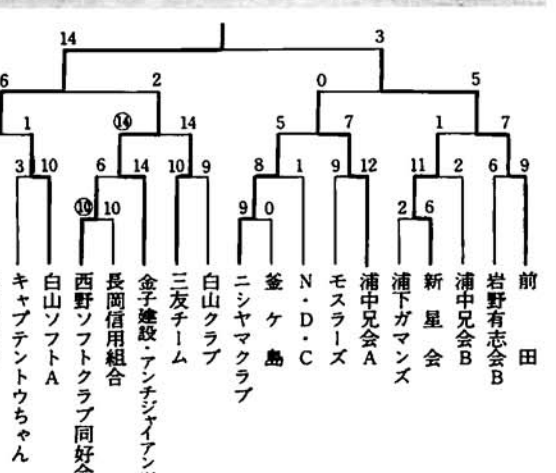 14
3
6
2
0
5
1
⑭
14
5
7
1
7
3
10
6
14
10
9
8
1
9
12
11
2
6
9
⑩
10
9
0
2
6
キャプテントウちゃん
白山ソフトA
西野ソフトクラブ同好会
長岡信用組合
金子建設・アンチジャイアン
三友チーム
白山クラブ
ニシヤマクラブ
釜ケ島
N・D・C
モスラーズ
浦中兄会A
浦下ガマンズ
新星会
浦中兄会B
岩野有志会B
前田